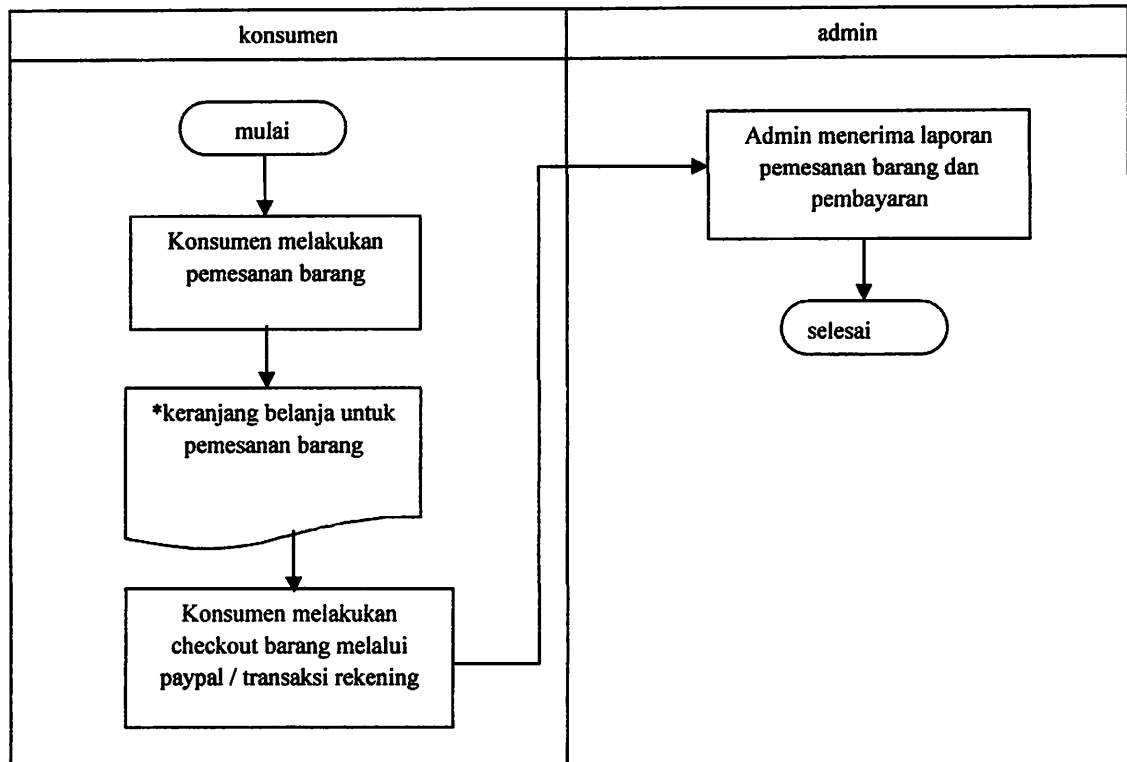 konsumen
admin
mulai
Konsumen melakukan
pemesanan barang
*keranjang belanja untuk
pemesanan barang
Konsumen melakukan
checkout barang melalui
paypal / transaksi rekening
Admin menerima laporan
pemesanan barang dan
pembayaran
selesai